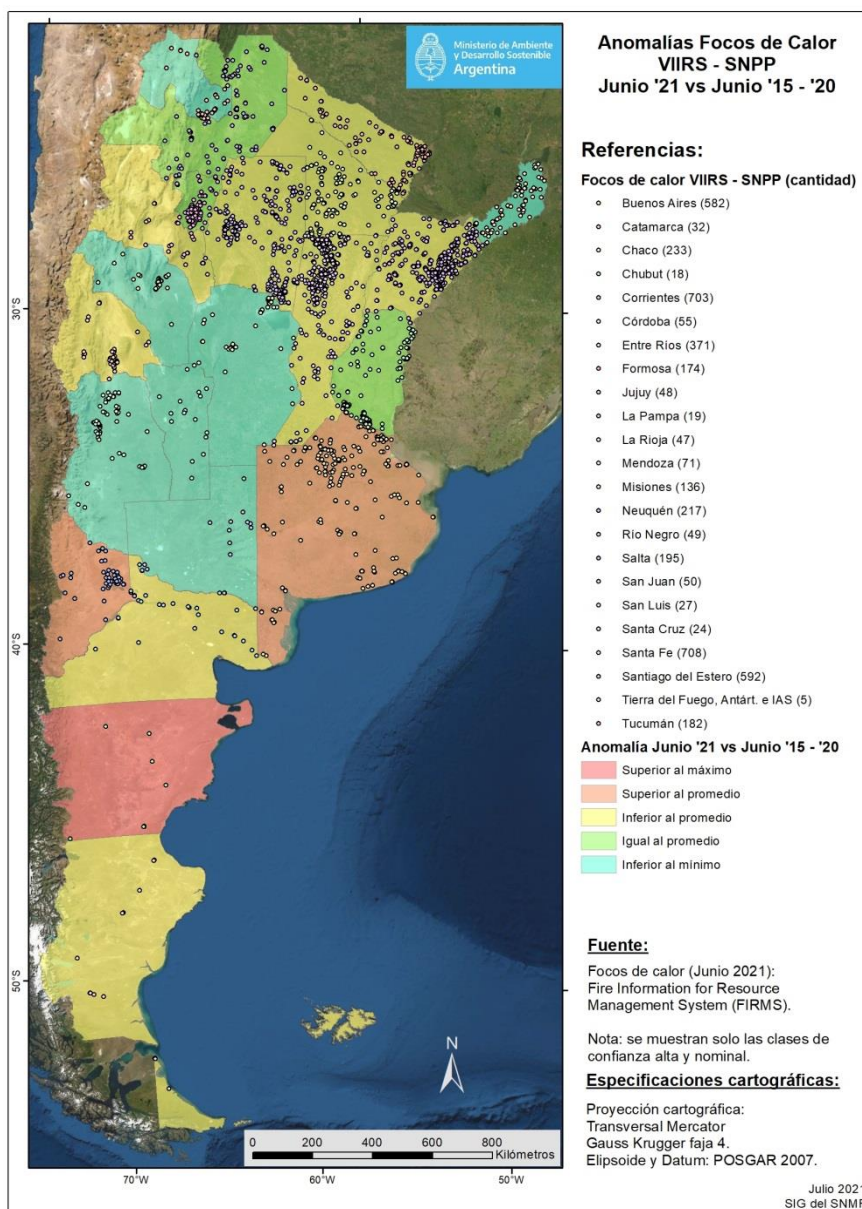 Ministerio de Ambiente
y Desarrollo Sostenible
Argentina
Anomalías Focos de Calor
VIIRS - SNPP
Junio '21 vs Junio '15 - '20
Referencias:
Focos de calor VIIRS - SNPP (cantidad)
Buenos Aires (582)
Catamarca (32)
Chaco (233)
Chubut (18)
Corrientes (703)
Córdoba (55)
Entre Ríos (371)
Formosa (174)
Jujuy (48)
La Pampa (19)
La Rioja (47)
Mendoza (71)
Misiones (136)
Neuquén (217)
Río Negro (49)
Salta (195)
San Juan (50)
San Luis (27)
Santa Cruz (24)
Santa Fe (708)
Santiago del Estero (592)
Tierra del Fuego, Antárt. e IAS (5)
Tucumán (182)
Anomalía Junio '21 vs Junio '15 - '20
Superior al máximo
Superior al promedio
Inferior al promedio
Igual al promedio
Inferior al mínimo
Fuente:
Focos de calor (Junio 2021):
Fire Information for Resource
Management System (FIRMS).
Nota: se muestran solo las clases de
confianza alta y nominal.
Especificaciones cartográficas:
Proyección cartográfica:
Transversal Mercator
Gauss Krugger faja 4.
Elipsoide y Datum: POSGAR 2007.
Julio 2021
SIG del SNMF
30°S
40°S
50°S
N
0 200 400 600 800
Kilómetros
70°W 60°W 50°W